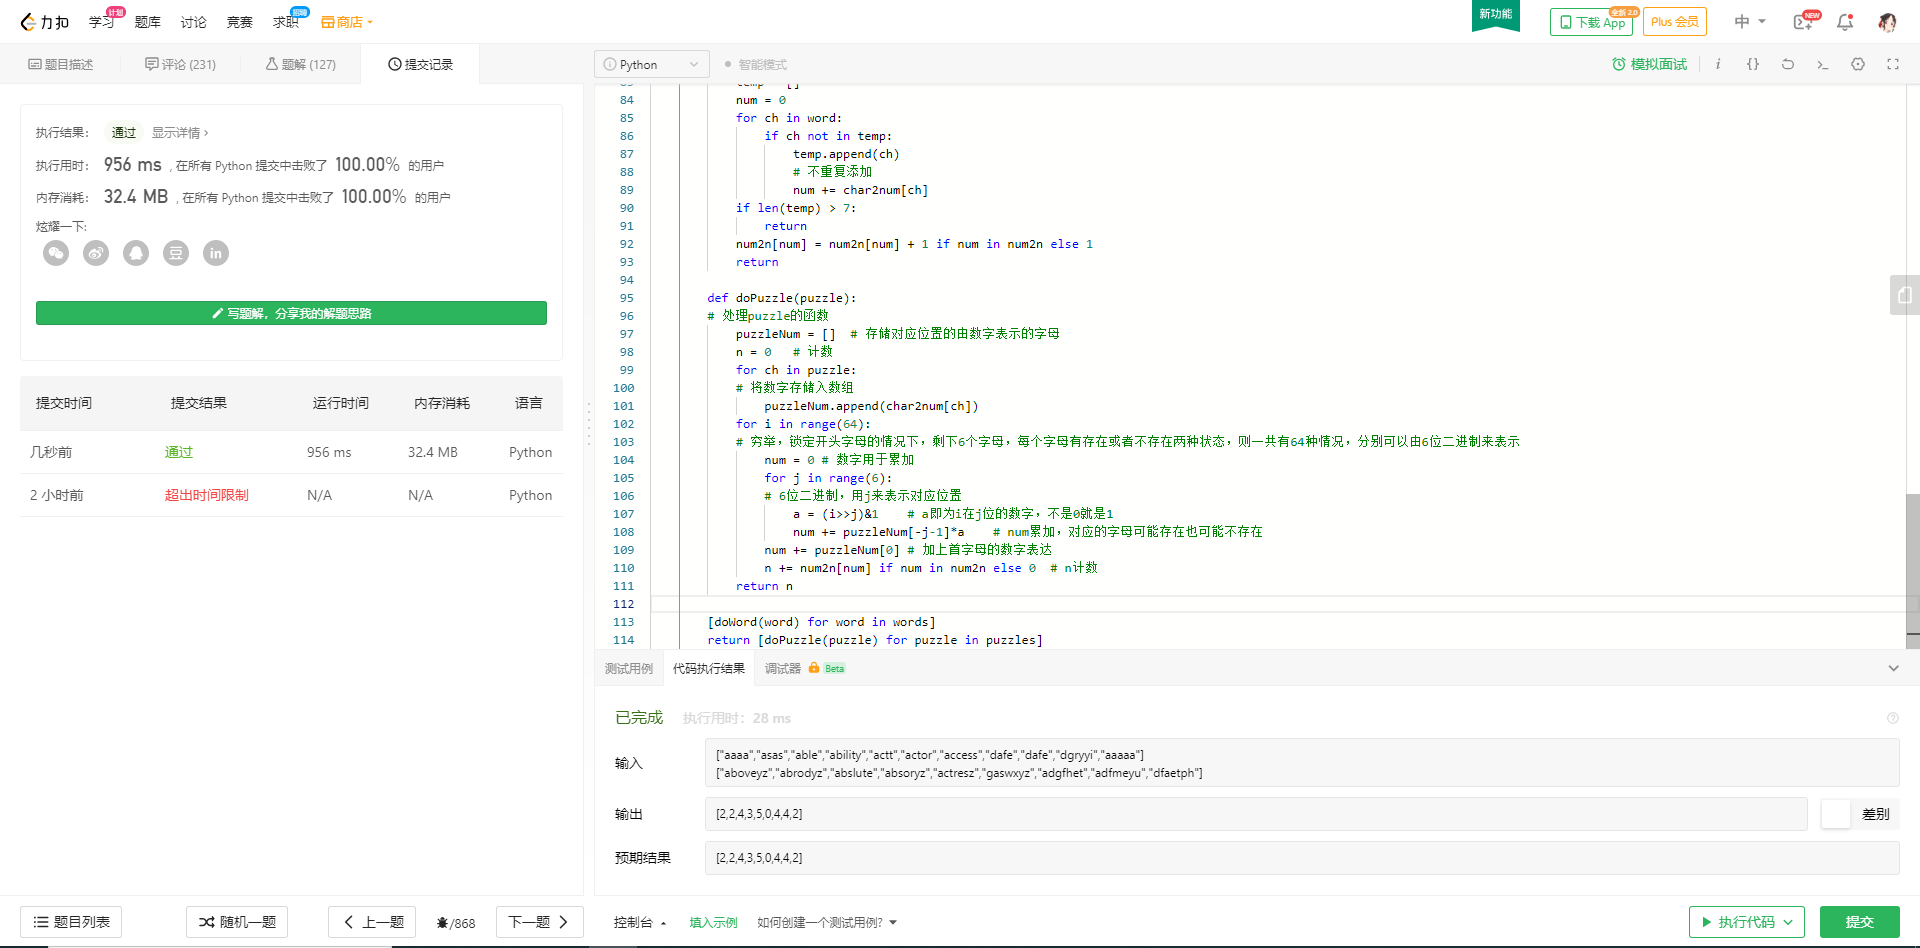 力扣 学习 计划 题库 讨论 竞赛 求职 招聘 商店 新功能 下载 App 全新 2.0 Plus 会员 中 NEW
题目描述 评论 (231) 题解 (127) 提交记录 Python 智能模式 模拟面试
执行结果： 通过 显示详情 ›
执行用时： 956 ms , 在所有 Python 提交中击败了 100.00% 的用户
内存消耗： 32.4 MB , 在所有 Python 提交中击败了 100.00% 的用户
炫耀一下:
豆 in
写题解，分享我的解题思路
提交时间 提交结果 运行时间 内存消耗 语言
几秒前 通过 956 ms 32.4 MB Python
2 小时前 超出时间限制 N/A N/A Python
84 num = 0
85 for ch in word:
86 if ch not in temp:
87 temp.append(ch)
88 # 不重复添加
89 num += char2num[ch]
90 if len(temp) > 7:
91 return
92 num2n[num] = num2n[num] + 1 if num in num2n else 1
93 return
94
95 def doPuzzle(puzzle):
96 # 处理puzzle的函数
97 puzzleNum = [] # 存储对应位置的由数字表示的字母
98 n = 0 # 计数
99 for ch in puzzle:
100 # 将数字存储入数组
101 puzzleNum.append(char2num[ch])
102 for i in range(64):
103 # 穷举，锁定开头字母的情况下，剩下6个字母，每个字母有存在或者不存在两种状态，则一共有64种情况，分别可以由6位二进制来表示
104 num = 0 # 数字用于累加
105 for j in range(6):
106 # 6位二进制，用j来表示对应位置
107 a = (i>>j)&1 # a即为i在j位的数字，不是0就是1
108 num += puzzleNum[-j-1]*a # num累加，对应的字母可能存在也可能不存在
109 num += puzzleNum[0] # 加上首字母的数字表达
110 n += num2n[num] if num in num2n else 0 # n计数
111 return n
112
113 [doWord(word) for word in words]
114 return [doPuzzle(puzzle) for puzzle in puzzles]
测试用例 代码执行结果 调试器 Beta
已完成 执行用时：28 ms
输入
["aaaa","asas","able","ability","actt","actor","access","dafe","dafe","dgryyi","aaaaa"]
["aboveyz","abrodyz","abslute","absoryz","actresz","gaswxyz","adgfhet","adfmeyu","dfaetph"]
输出 [2,2,4,3,5,0,4,4,2] 差别
预期结果 [2,2,4,3,5,0,4,4,2]
题目列表 随机一题 上一题 /868 下一题 控制台 填入示例 如何创建一个测试用例? 执行代码 提交